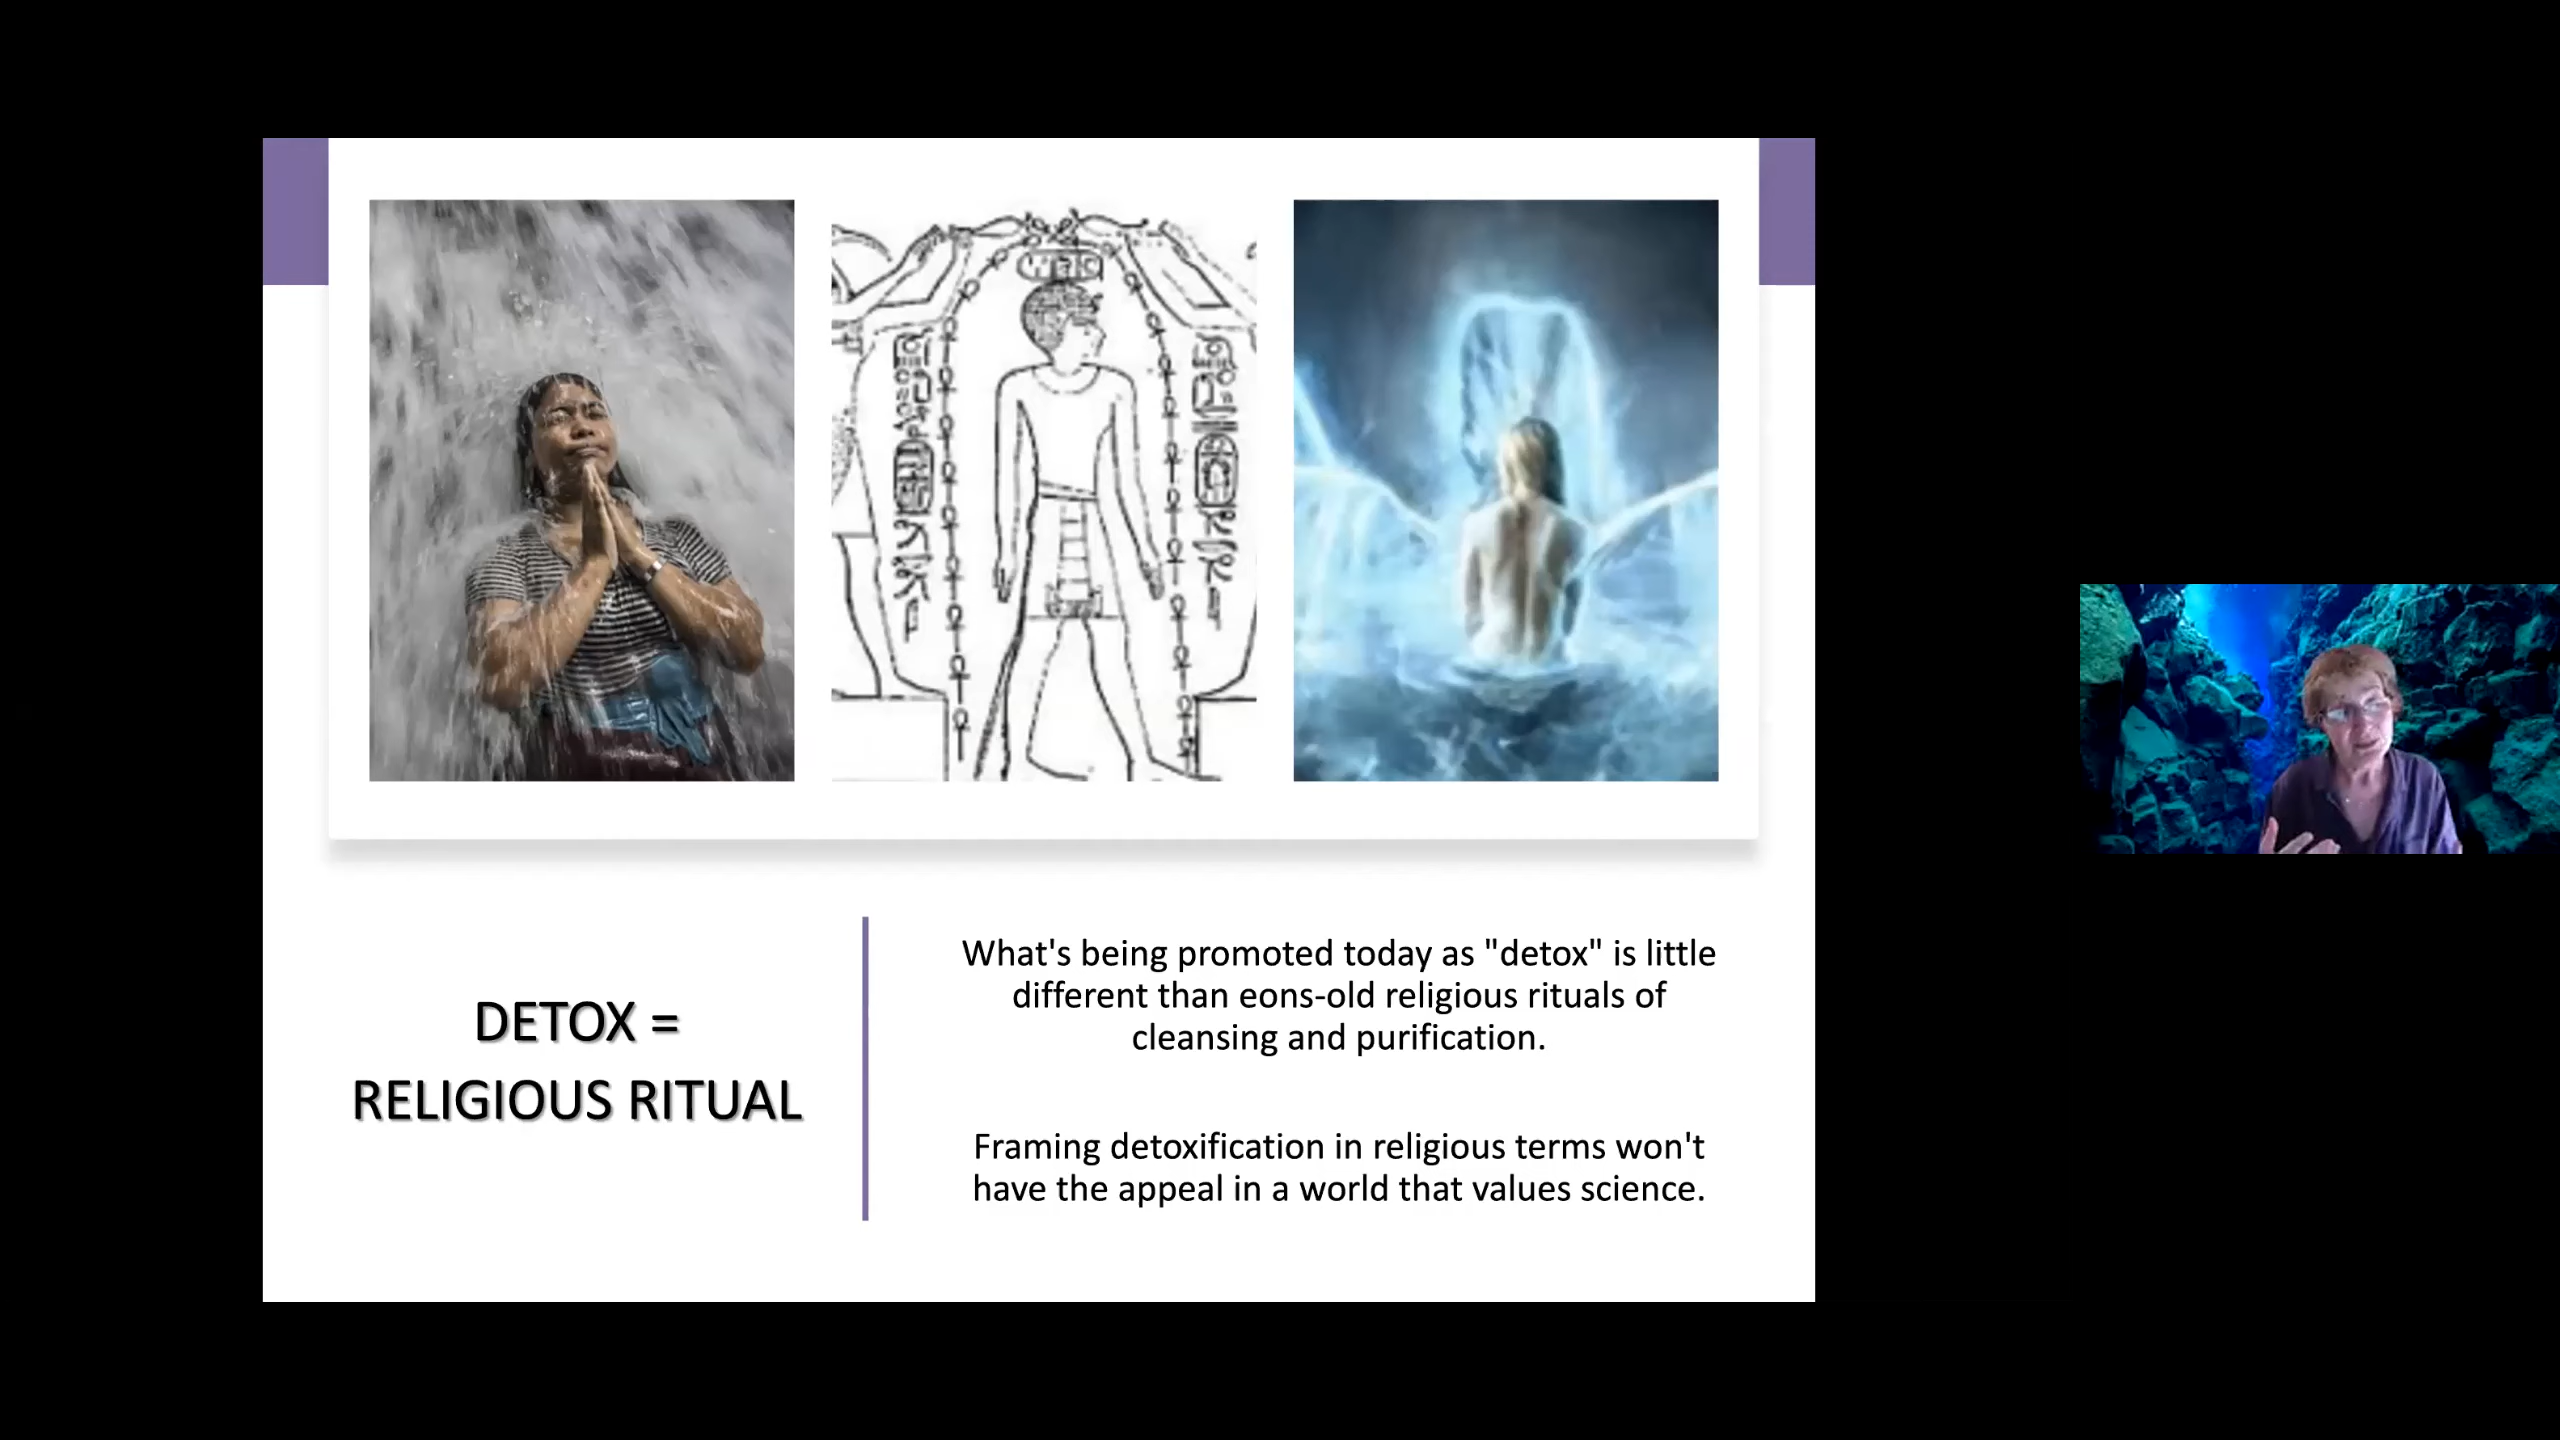 DETOX =
RELIGIOUS RITUAL
What's being promoted today as "detox" is little
different than eons-old religious rituals of
cleansing and purification.
Framing detoxification in religious terms won't
have the appeal in a world that values science.